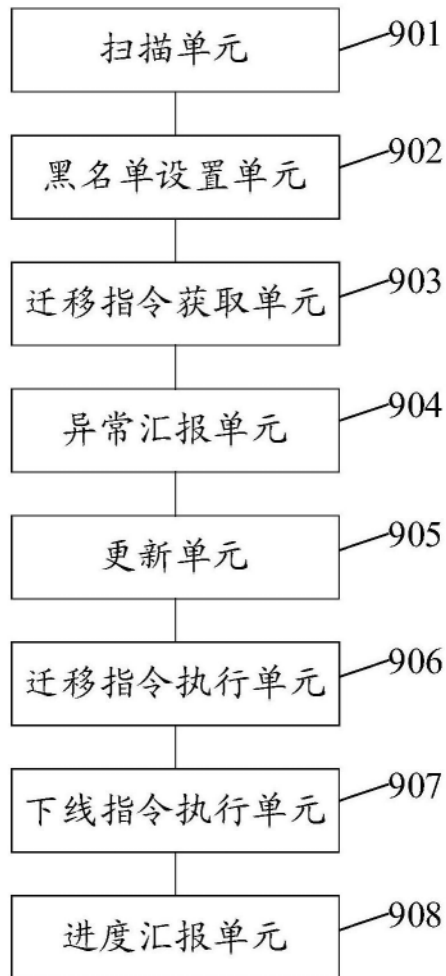 扫描单元
901
黑名单设置单元
902
迁移指令获取单元
903
异常汇报单元
904
更新单元
905
迁移指令执行单元
906
下线指令执行单元
907
进度汇报单元
908